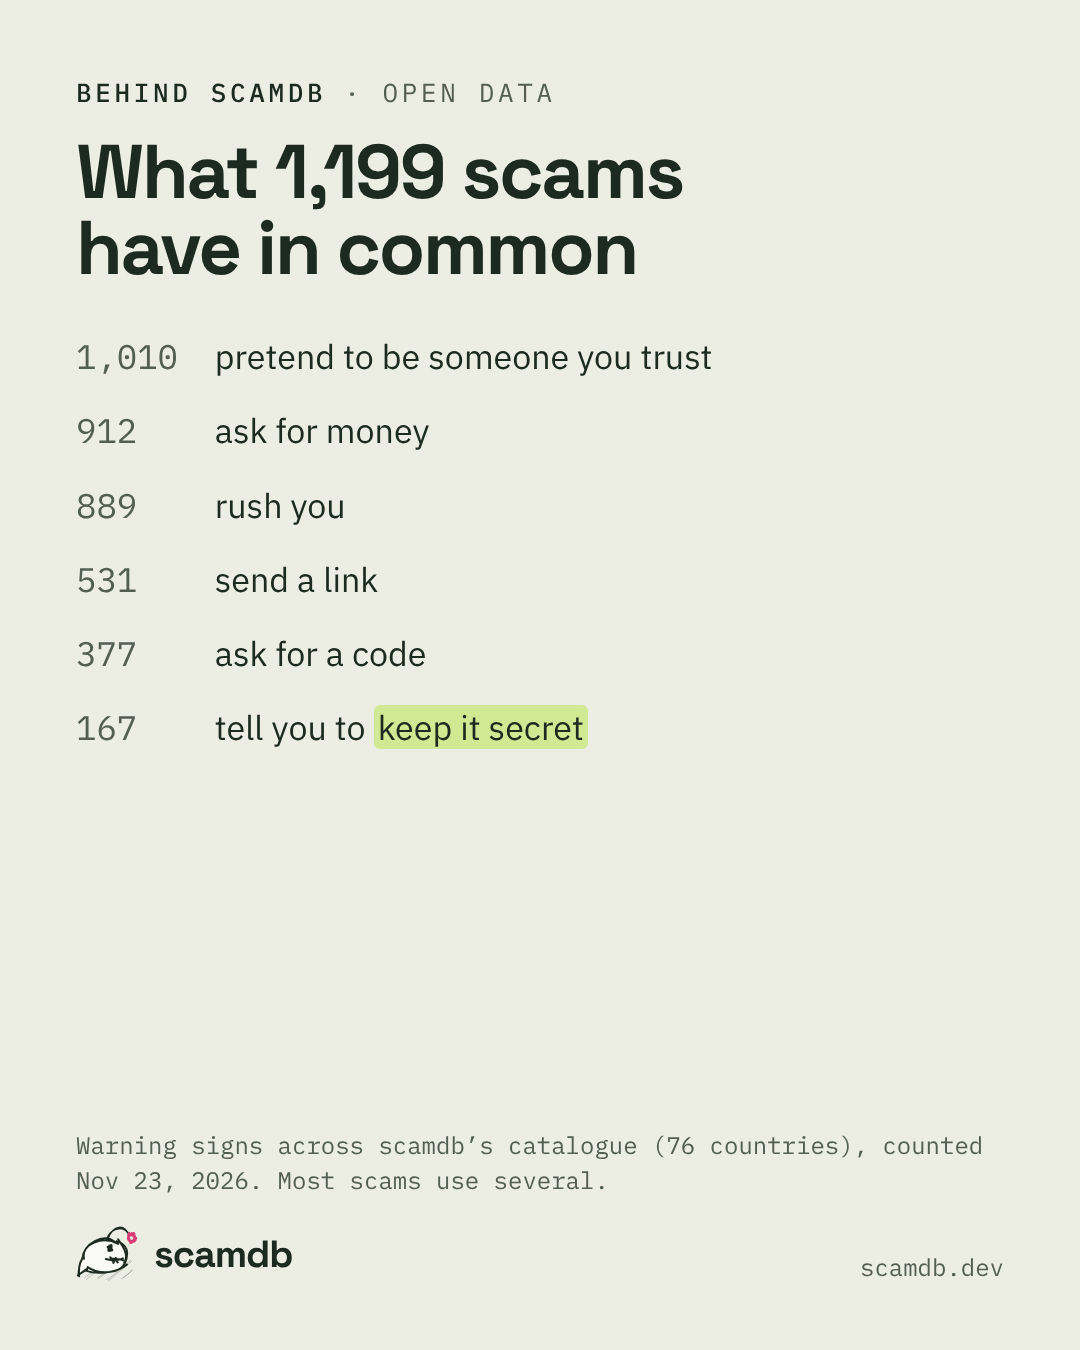 BEHIND SCAMDB · OPEN DATA
What 1,199 scams
have in common
1,010 pretend to be someone you trust
912 ask for money
889 rush you
531 send a link
377 ask for a code
167 tell you to keep it secret
Warning signs across scamdb’s catalogue (76 countries), counted
Nov 23, 2026. Most scams use several.
scamdb
scamdb.dev